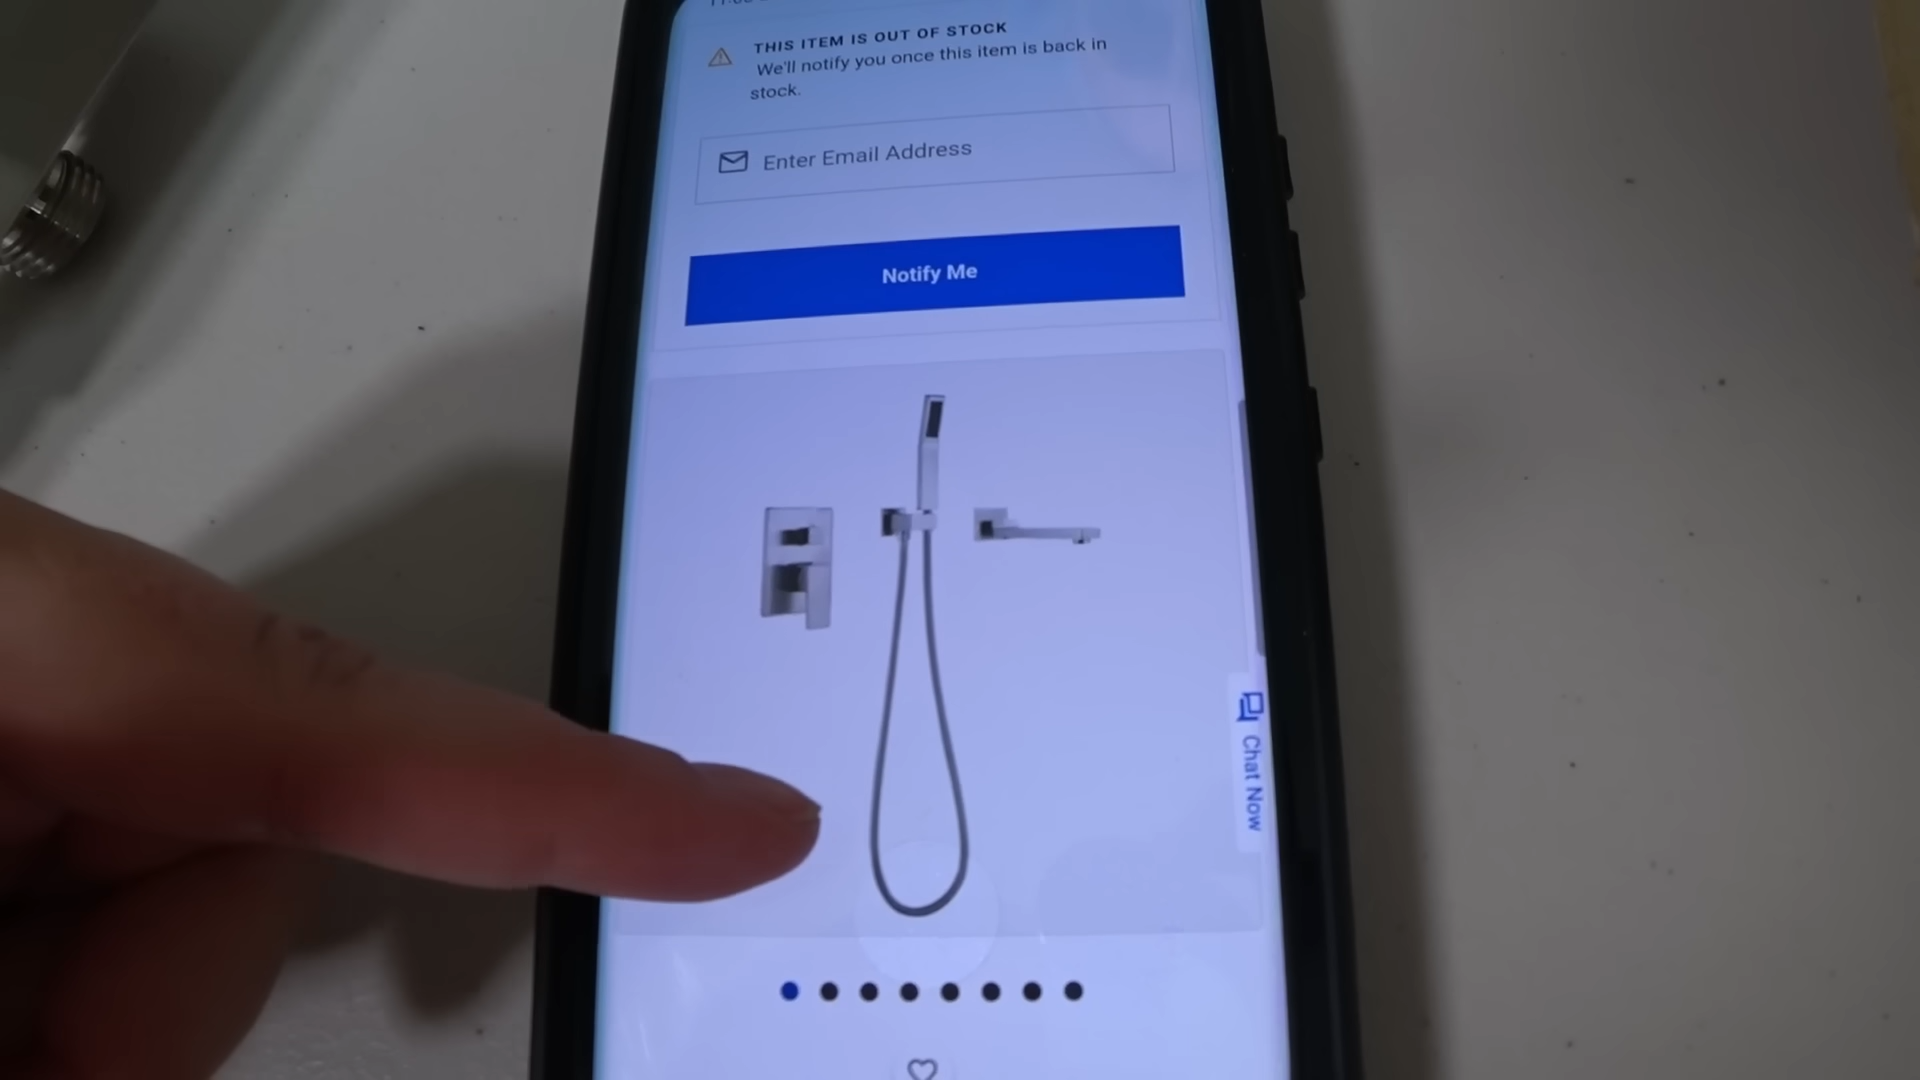 THIS ITEM IS OUT OF STOCK
We'll notify you once this item is back in
stock.
Enter Email Address
Notify Me
Chat Now